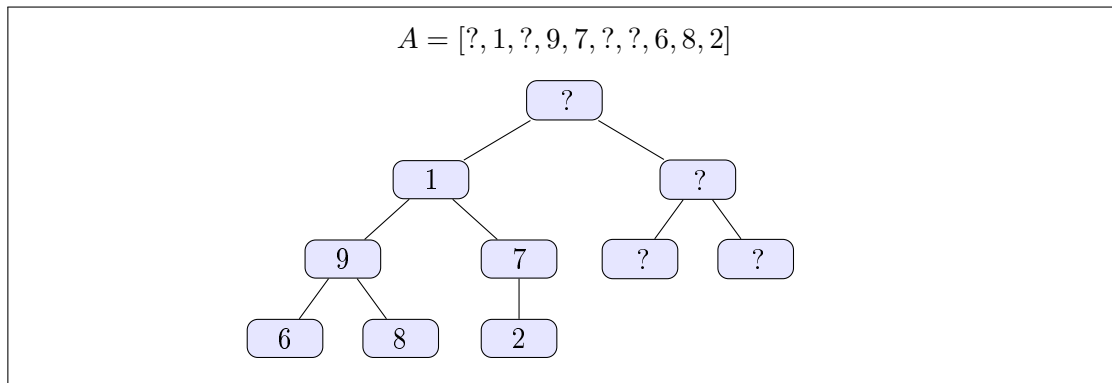 A = [?, 1, ?, 9, 7, ?, ?, 6, 8, 2]
?
1 ?
9 7 ? ?
6 8 2